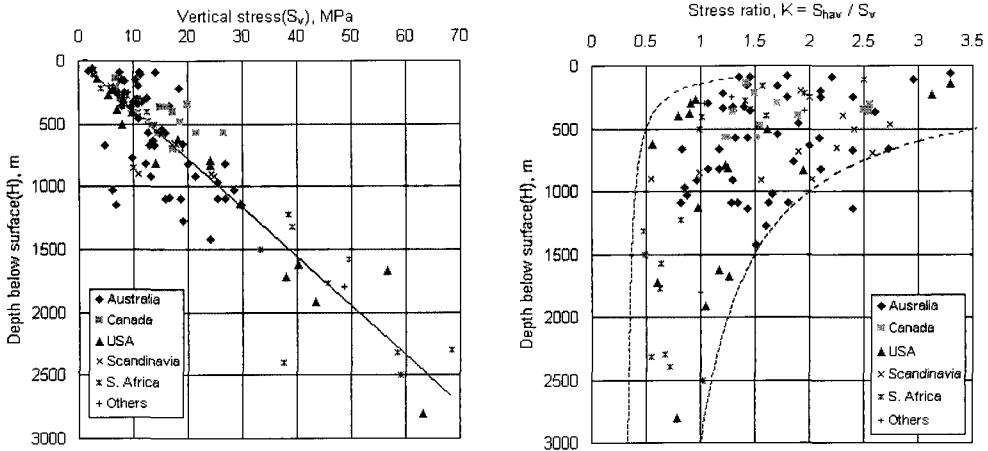 Vertical stress(Sv), MPa
0 10 20 30 40 50 60 70
Depth below surface(H), m
0
500
1000
1500
2000
2500
3000
Australia
Canada
USA
Scandinavia
S. Africa
Others
Stress ratio, K = Shav / Sv
0 0.5 1 1.5 2 2.5 3 3.5
Depth below surface(H), m
0
500
1000
1500
2000
2500
3000
Australia
Canada
USA
Scandinavia
S. Africa
Others